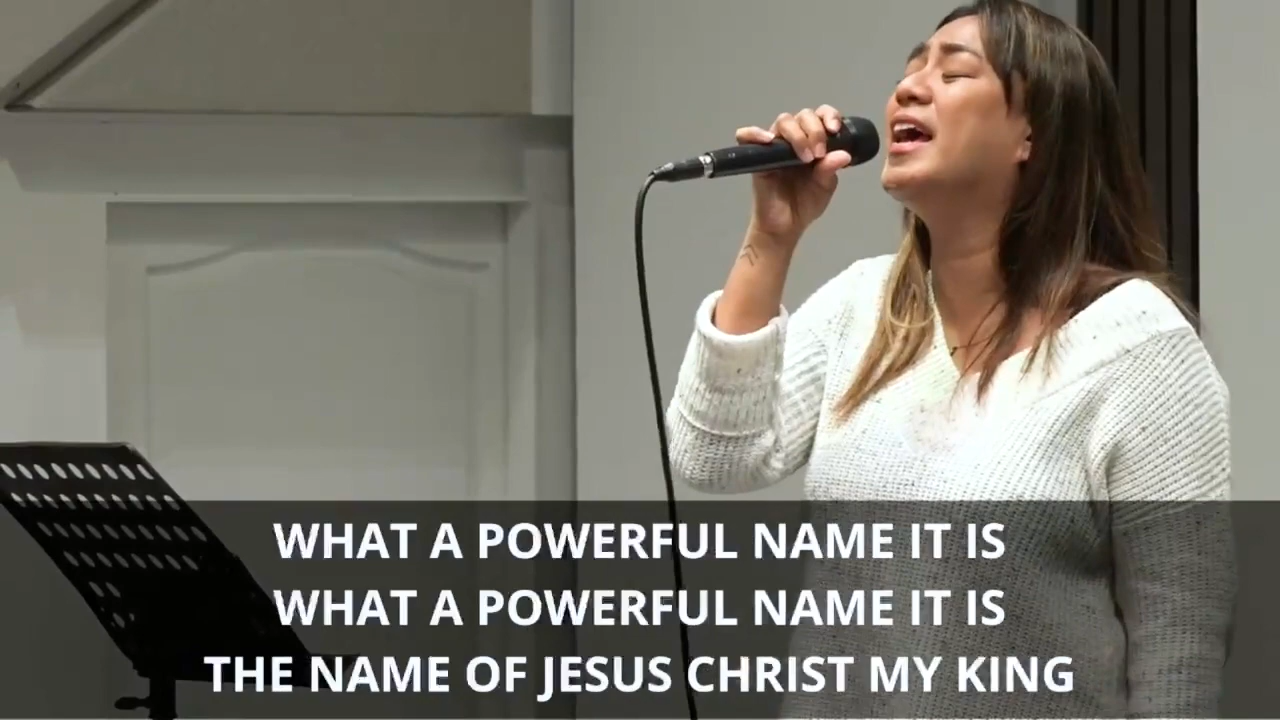 WHAT A POWERFUL NAME IT IS
WHAT A POWERFUL NAME IT IS
THE NAME OF JESUS CHRIST MY KING